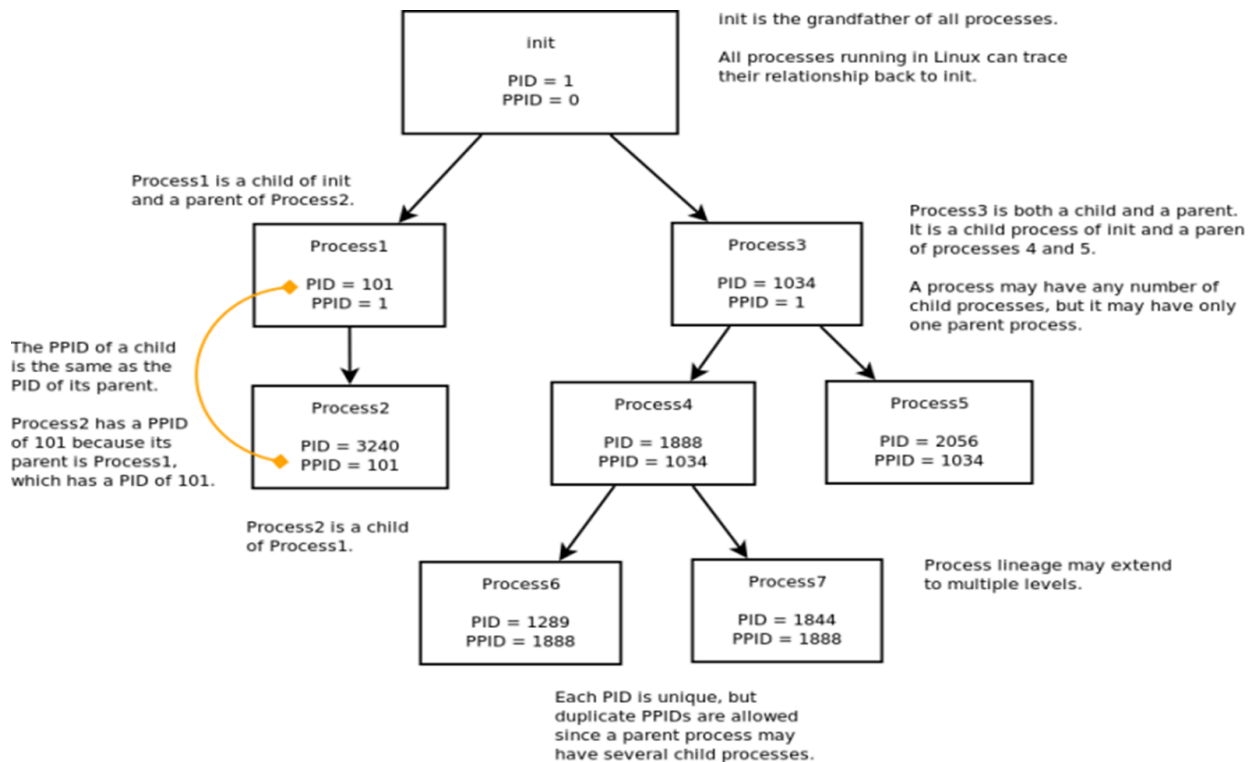 init
PID = 1
PPID = 0
init is the grandfather of all processes.
All processes running in Linux can trace
their relationship back to init.
Process1 is a child of init
and a parent of Process2.
Process1
PID = 101
PPID = 1
Process3
PID = 1034
PPID = 1
Process3 is both a child and a parent.
It is a child process of init and a paren
of processes 4 and 5.
A process may have any number of
child processes, but it may have only
one parent process.
The PPID of a child
is the same as the
PID of its parent.
Process2 has a PPID
of 101 because its
parent is Process1,
which has a PID of 101.
Process2
PID = 3240
PPID = 101
Process2 is a child
of Process1.
Process4
PID = 1888
PPID = 1034
Process5
PID = 2056
PPID = 1034
Process6
PID = 1289
PPID = 1888
Process7
PID = 1844
PPID = 1888
Process lineage may extend
to multiple levels.
Each PID is unique, but
duplicate PPIDs are allowed
since a parent process may
have several child processes.